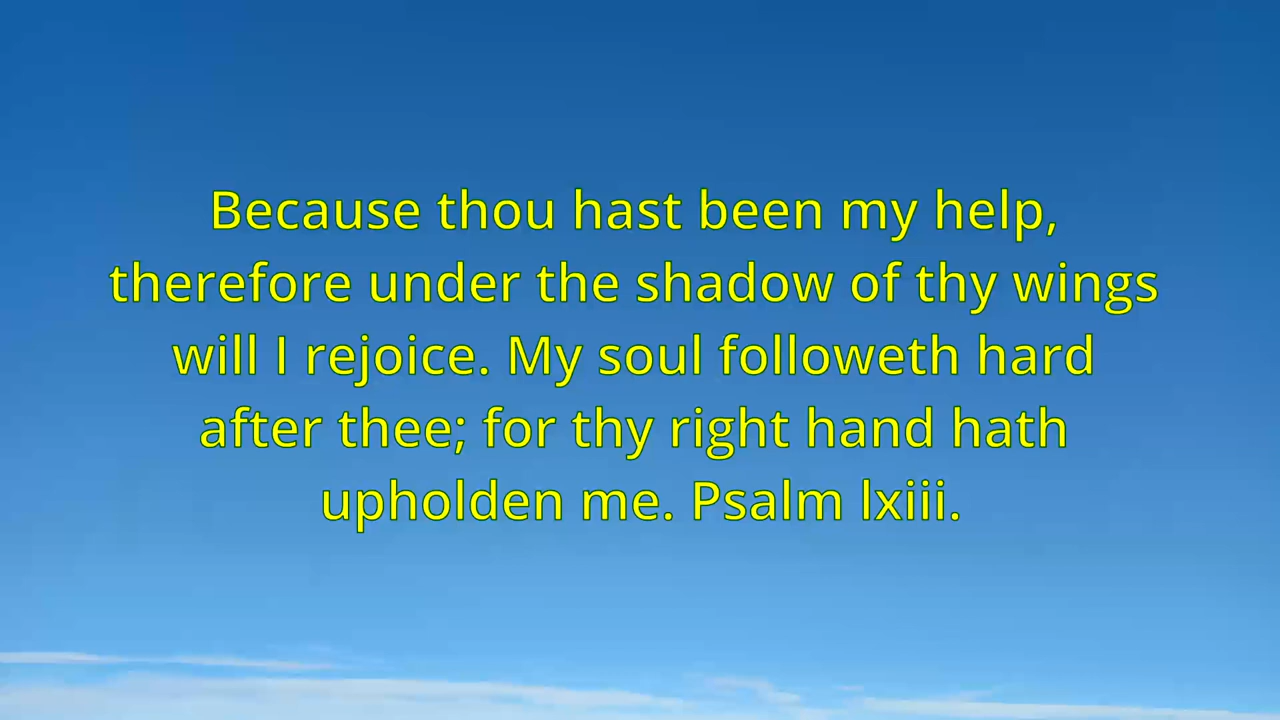 Because thou hast been my help,
therefore under the shadow of thy wings
will I rejoice. My soul followeth hard
after thee; for thy right hand hath
upholden me. Psalm lxiii.